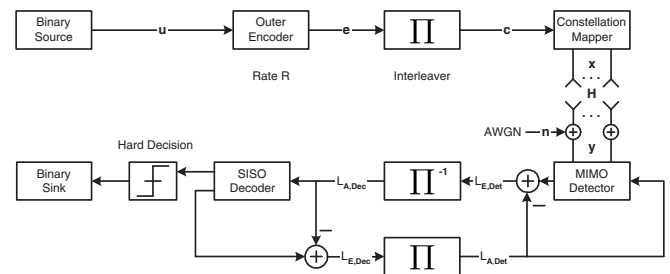 Binary
Source
u
Outer
Encoder
e
∏
c
Constellation
Mapper
Rate R
Interleaver
x
...
H
...
AWGN
n
y
Hard Decision
Binary
Sink
SISO
Decoder
L_A,Dec
∏ -1
L_E,Det
MIMO
Detector
L_E,Dec
∏
L_A,Det